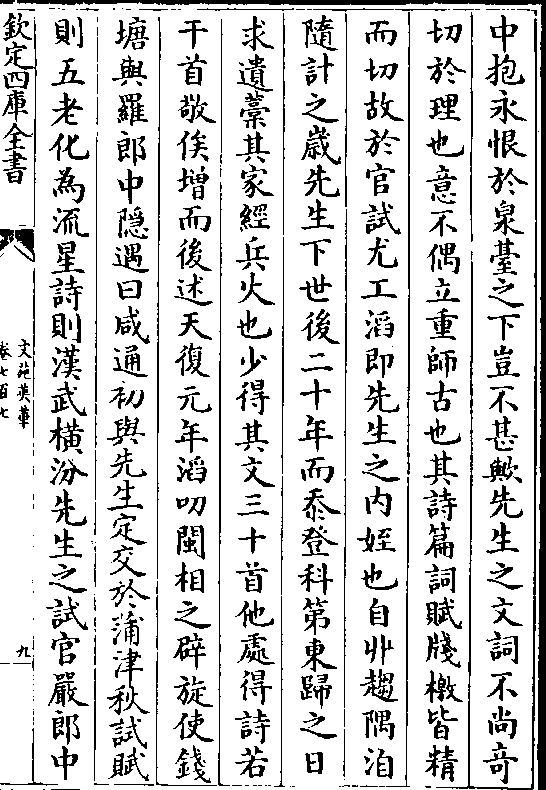 中抱永恨於泉臺之下豈不甚歟先生之文詞不尚奇
切於理也意不偶立重師古也其詩篇詞賦牋檄皆精
而切故於官試尤工滔即先生之内姪也自丱趨隅洎
隨計之歲先生下世後二十年而忝登科第東歸之日
求遺藁其家經兵火也少得其文三十首他處得詩若
干首敬俟增而後述天復元年滔叨閩相之辟旋使錢
塘與羅郎中隠遇曰咸通初與先生定交於蒲津秋試賦
則五老化為流星詩則漢武横汾先生之試官嚴郎中
欽定四庫全書
文苑英華
卷七百七
九